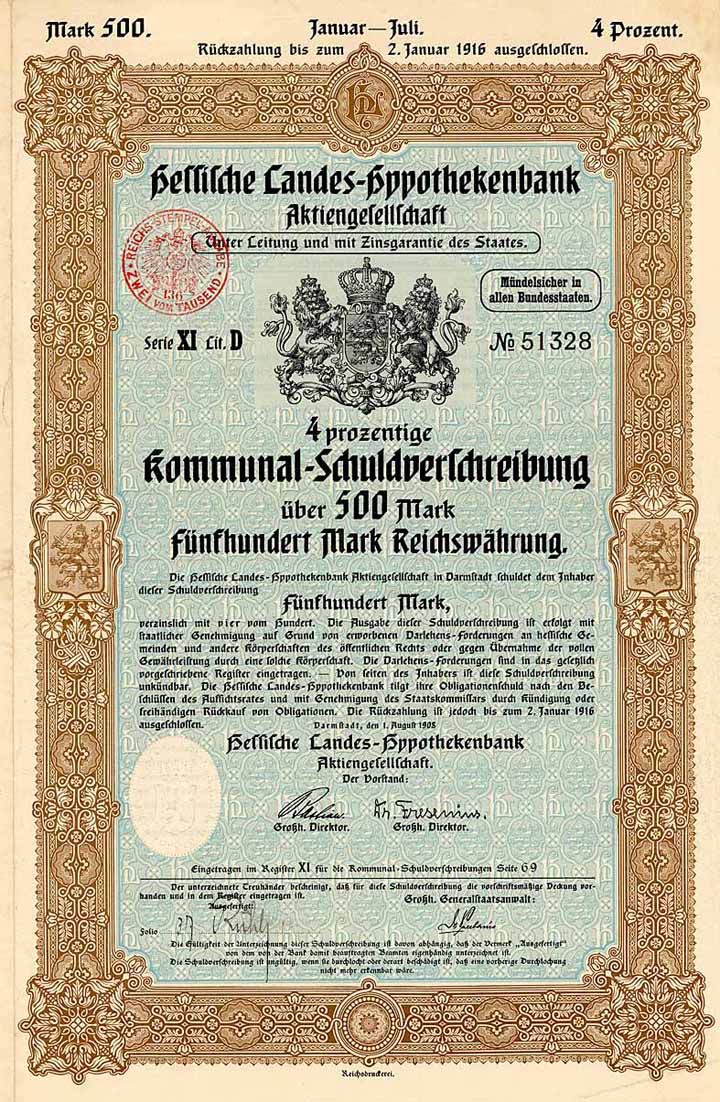 Mark 500.
Januar—Juli.
4 Prozent.
Rückzahlung bis zum 2. Januar 1916 ausgeschlossen.
Hessische Landes-Hypothekenbank
Aktiengesellschaft
Unter Leitung und mit Zinsgarantie des Staates.
REICHS-STEMPEL-ABGABE
136
ZWEI VOM TAUSEND
Mündelsicher in
allen Bundesstaaten.
Serie XI Lit. D
№ 51328
4 prozentige
Kommunal-Schuldverschreibung
über 500 Mark
Fünfhundert Mark Reichswährung.
Die Hessische Landes-Hypothekenbank Aktiengesellschaft in Darmstadt schuldet dem Inhaber
dieser Schuldverschreibung
Fünfhundert Mark,
verzinslich mit vier vom Hundert. Die Ausgabe dieser Schuldverschreibung ist erfolgt mit
staatlicher Genehmigung auf Grund von erworbenen Darlehens-Forderungen an hessische Ge-
meinden und andere Körperschaften des öffentlichen Rechts oder gegen Übernahme der vollen
Gewährleistung durch eine solche Körperschaft. Die Darlehens-Forderungen sind in das gesetzlich
vorgeschriebene Register eingetragen. — Von seiten des Inhabers ist diese Schuldverschreibung
unkündbar. Die Hessische Landes-Hypothekenbank tilgt ihre Obligationenschuld nach den Be-
schlüssen des Aufsichtsrates und mit Genehmigung des Staatskommissars durch Kündigung oder
freihändigen Rückkauf von Obligationen. Die Rückzahlung ist jedoch bis zum 2. Januar 1916
ausgeschlossen.
Darmstadt, den 1. August 1908
Hessische Landes-Hypothekenbank
Aktiengesellschaft.
Der Vorstand:
Bastian
Dr. Fresenius.
Großh. Direktor.
Großh. Direktor.
Eingetragen im Register XI für die Kommunal-Schuldverschreibungen Seite 69
Der unterzeichnete Treuhänder bescheinigt, daß für diese Schuldverschreibung die vorschriftsmäßige Deckung vor-
handen und in dem Register eingetragen ist.
Ausgefertigt:
Großh. Generalstaatsanwalt:
Folio 27
Die Gültigkeit der Unterzeichnung dieser Schuldverschreibung ist davon abhängig, daß der Vermerk „Ausgefertigt"
von dem von der Bank damit beauftragten Beamten eigenhändig unterzeichnet ist.
Die Schuldverschreibung ist ungültig, wenn sie durchlocht oder derart beschädigt ist, daß eine vorherige Durchlochung
nicht mehr erkennbar wäre.
Reichsdruckerei.